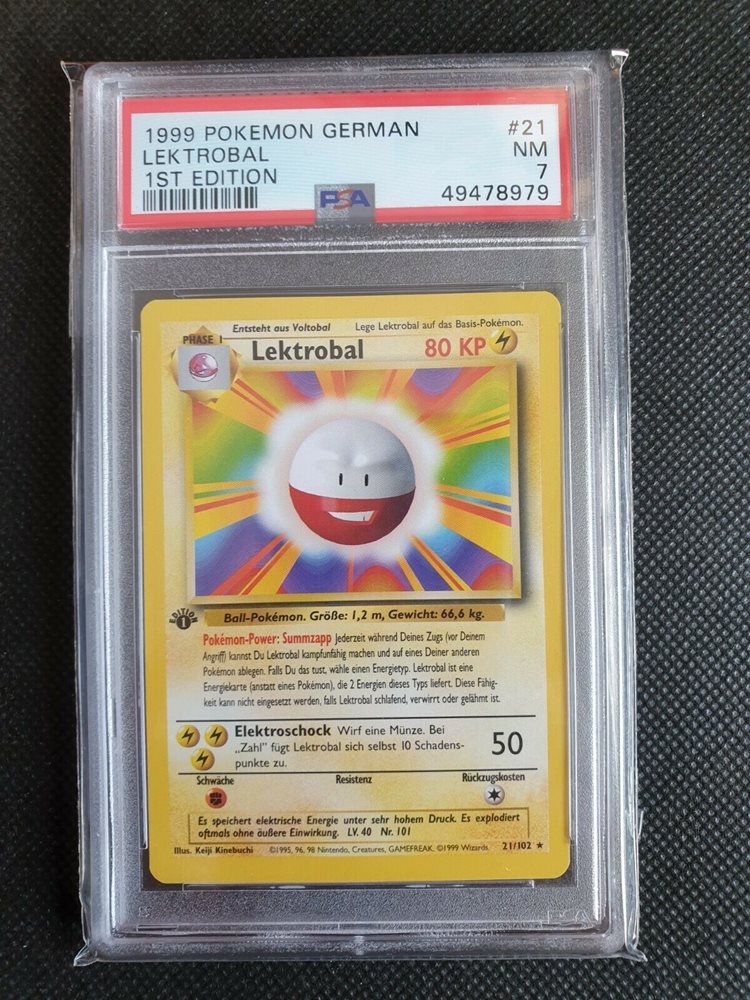 1999 POKEMON GERMAN #21
LEKTROBAL NM
1ST EDITION 7
PSA 49478979
Entsteht aus Voltobal Lege Lektrobal auf das Basis-Pokémon.
PHASE 1
Lektrobal 80 KP
EDITION 1
Ball-Pokémon. Größe: 1,2 m, Gewicht: 66,6 kg.
Pokémon-Power: Summzapp Jederzeit während Deines Zugs (vor Deinem
Angriff) kannst Du Lektrobal kampfunfähig machen und auf eines Deiner anderen
Pokémon ablegen. Falls Du das tust, wähle einen Energietyp. Lektrobal ist eine
Energiekarte (anstatt eines Pokémon), die 2 Energien dieses Typs liefert. Diese Fähig-
keit kann nicht eingesetzt werden, falls Lektrobal schlafend, verwirrt oder gelähmt ist.
Elektroschock Wirf eine Münze. Bei
„Zahl" fügt Lektrobal sich selbst 10 Schadens-
punkte zu. 50
Schwäche Resistenz Rückzugskosten
Es speichert elektrische Energie unter sehr hohem Druck. Es explodiert
oftmals ohne äußere Einwirkung. LV. 40 Nr. 101
Illus. Keiji Kinebuchi ©1995, 96, 98 Nintendo, Creatures, GAMEFREAK. ©1999 Wizards. 21/102 ★